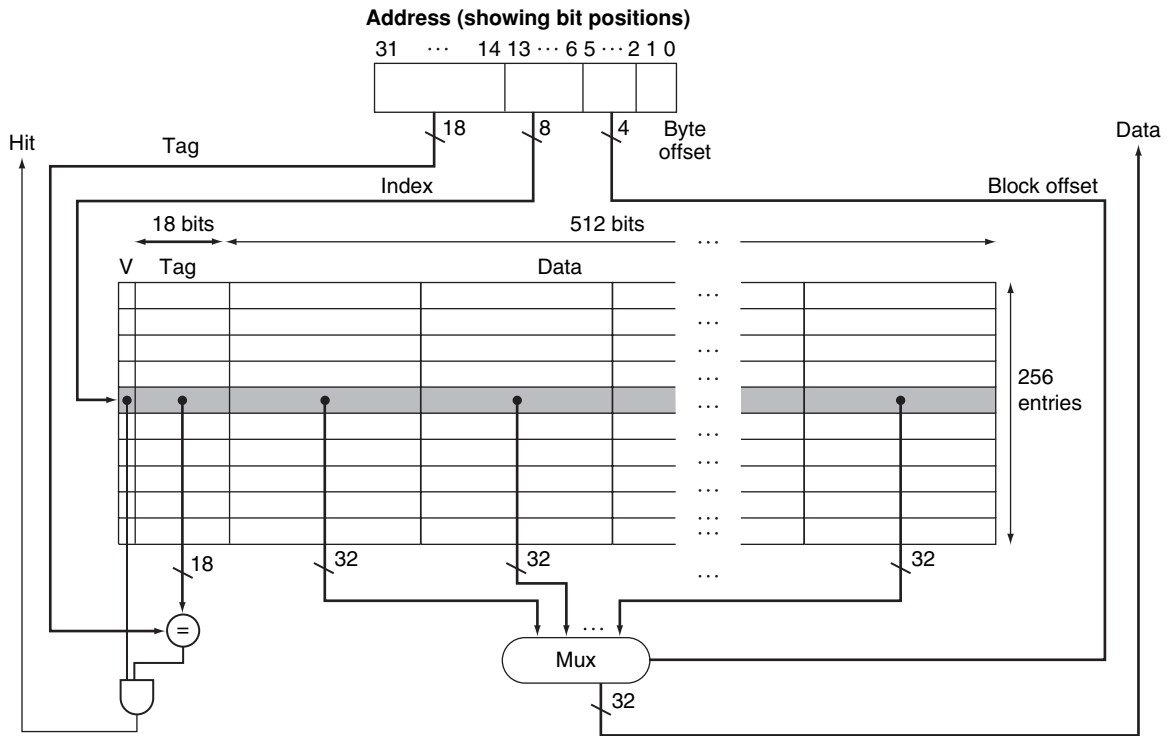 Address (showing bit positions)
31 ... 14 13 ... 6 5 ... 2 1 0
18
8
4
Byte
offset
Hit
Tag
Data
Index
Block offset
18 bits
512 bits
...
V
Tag
Data
...
...
...
...
...
...
...
...
...
...
256
entries
18
32
32
...
32
=
...
Mux
32